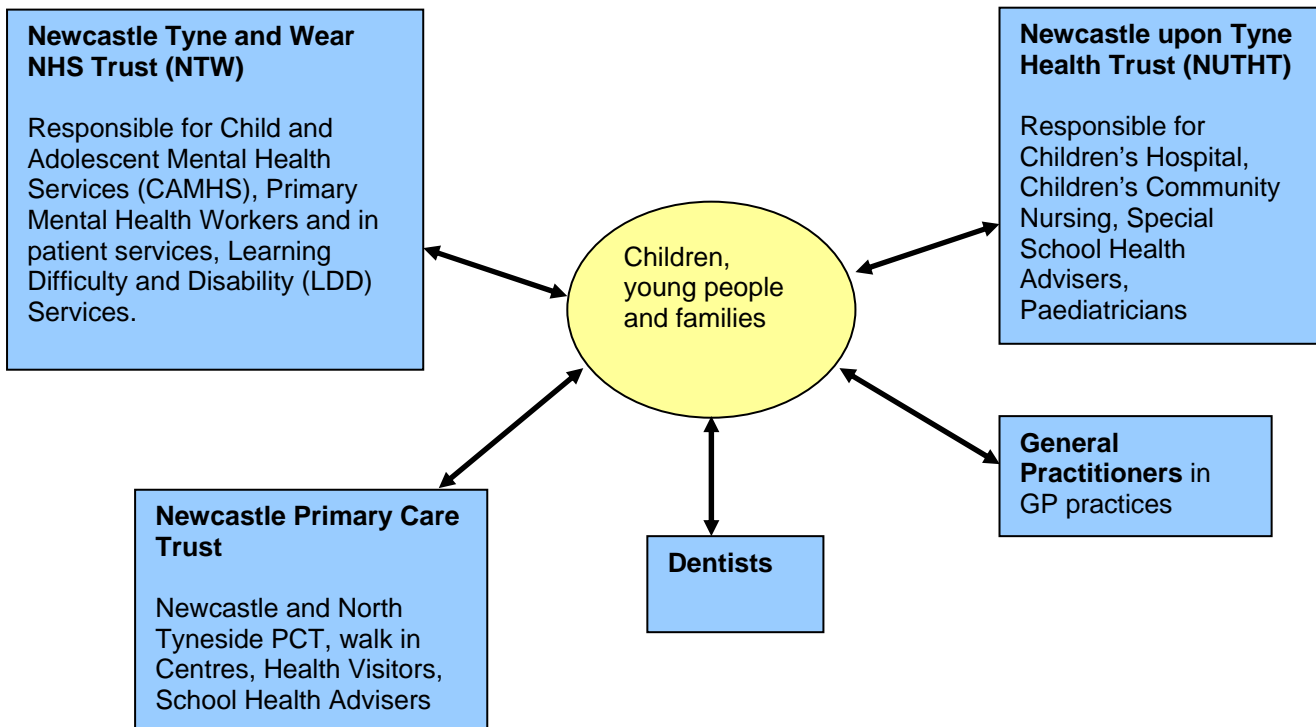 Newcastle Tyne and Wear
NHS Trust (NTW)
Responsible for Child and
Adolescent Mental Health
Services (CAMHS), Primary
Mental Health Workers and in
patient services, Learning
Difficulty and Disability (LDD)
Services.
Newcastle upon Tyne
Health Trust (NUTHT)
Responsible for
Children’s Hospital,
Children’s Community
Nursing, Special
School Health
Advisers,
Paediatricians
Children,
young people
and families
General
Practitioners in
GP practices
Newcastle Primary Care
Trust
Newcastle and North
Tyneside PCT, walk in
Centres, Health Visitors,
School Health Advisers
Dentists